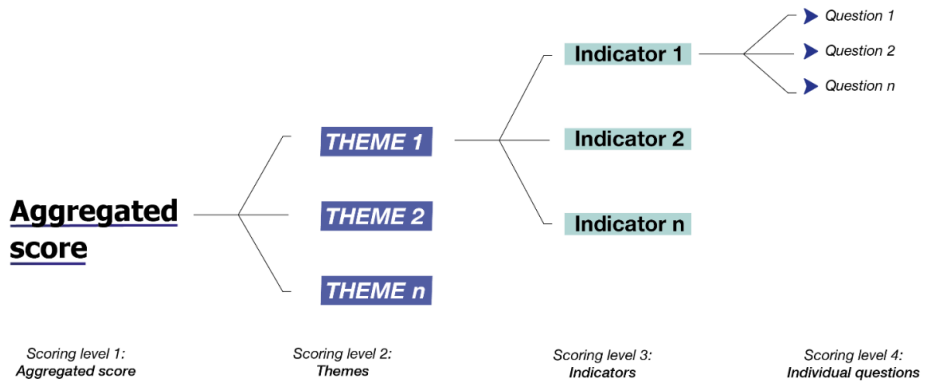 Question 1
Indicator 1
Question 2
Question n
THEME 1
Indicator 2
Aggregated
score
THEME 2
Indicator n
THEME n
Scoring level 1:
Aggregated score
Scoring level 2:
Themes
Scoring level 3:
Indicators
Scoring level 4:
Individual questions